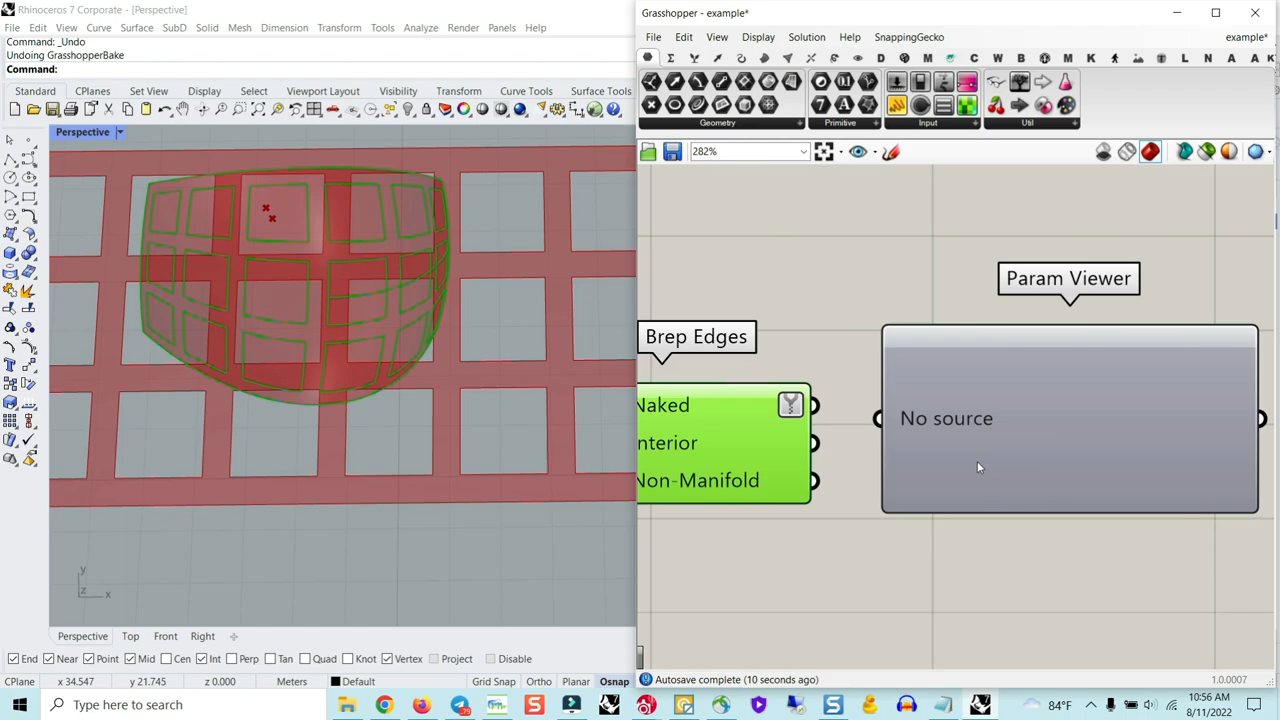 Rhinoceros 7 Corporate - [Perspective]
File Edit View Curve Surface SubD Solid Mesh Dimension Transform Tools Analyze Render Panels Help
Command: _Undo
Undoing GrasshopperBake
Command:
Standard CPlanes Set View Display Select Viewport Layout Visibility Transform Curve Tools Surface Tools
Perspective
y
z x
Perspective Top Front Right
End Near Point Mid Cen Int Perp Tan Quad Knot Vertex Project Disable
CPlane x 34.547 y 21.745 z 0.000 Meters Default Grid Snap Ortho Planar Osnap
Grasshopper - example*
File Edit View Display Solution Help SnappingGecko example*
Geometry Primitive Input Util
282%
Param Viewer
Brep Edges
Naked
nterior
Non-Manifold
No source
Autosave complete (10 seconds ago) 1.0.0007
Type here to search
84°F
10:56 AM
8/11/2022